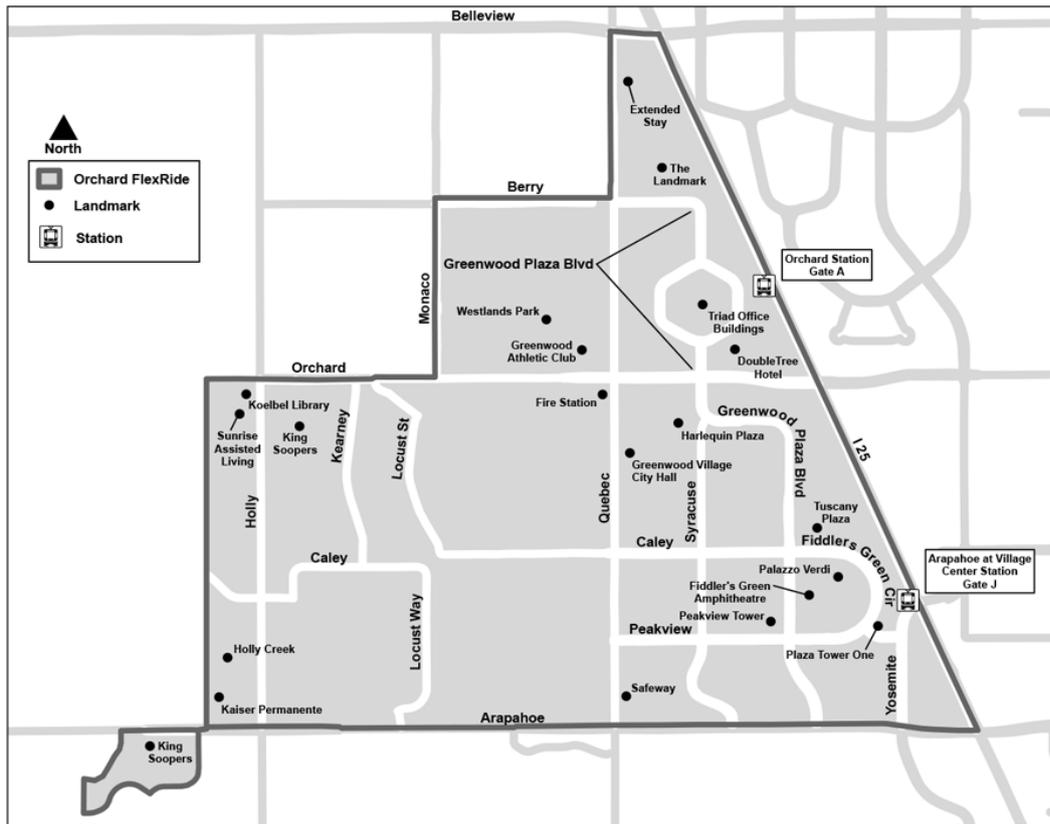 Belleview
North
Orchard FlexRide
Landmark
Station
Extended
Stay
The
Landmark
Berry
Greenwood Plaza Blvd
Monaco
Orchard Station
Gate A
Westlands Park
Triad Office
Buildings
Greenwood
Athletic Club
DoubleTree
Hotel
Orchard
Koelbel Library
Sunrise
Assisted
Living
King
Soopers
Kearney
Locust St
Fire Station
Greenwood Plaza Blvd
Harlequin Plaza
Greenwood Village
City Hall
I 25
Holly
Quebec
Syracuse
Tuscany
Plaza
Caley
Caley
Fiddlers Green Cir
Arapahoe at Village
Center Station
Gate J
Palazzo Verdi
Fiddler's Green
Amphitheatre
Peakview Tower
Peakview
Locust Way
Holly Creek
Plaza Tower One
Yosemite
Kaiser Permanente
Safeway
Arapahoe
King
Soopers